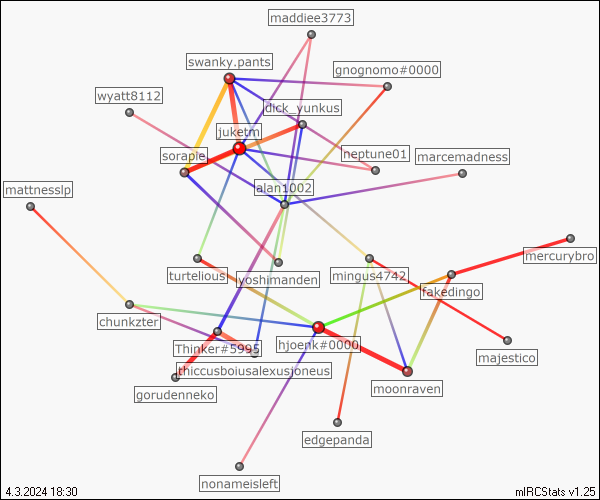 maddiee3773
swanky.pants
gnognomo#0000
wyatt8112
dick_yunkus
juketm
soraple
neptune01
marcemadness
alan1002
mattnesslp
mercurybro
turtelious
yoshimanden
mingus4742
fakedingo
chunkzter
Thinker#5995
hjoenk#0000
majestico
thiccusboiusalexusjoneus
moonraven
gorudenneko
edgepanda
nonameisleft
4.3.2024 18:30
mIRCStats v1.25